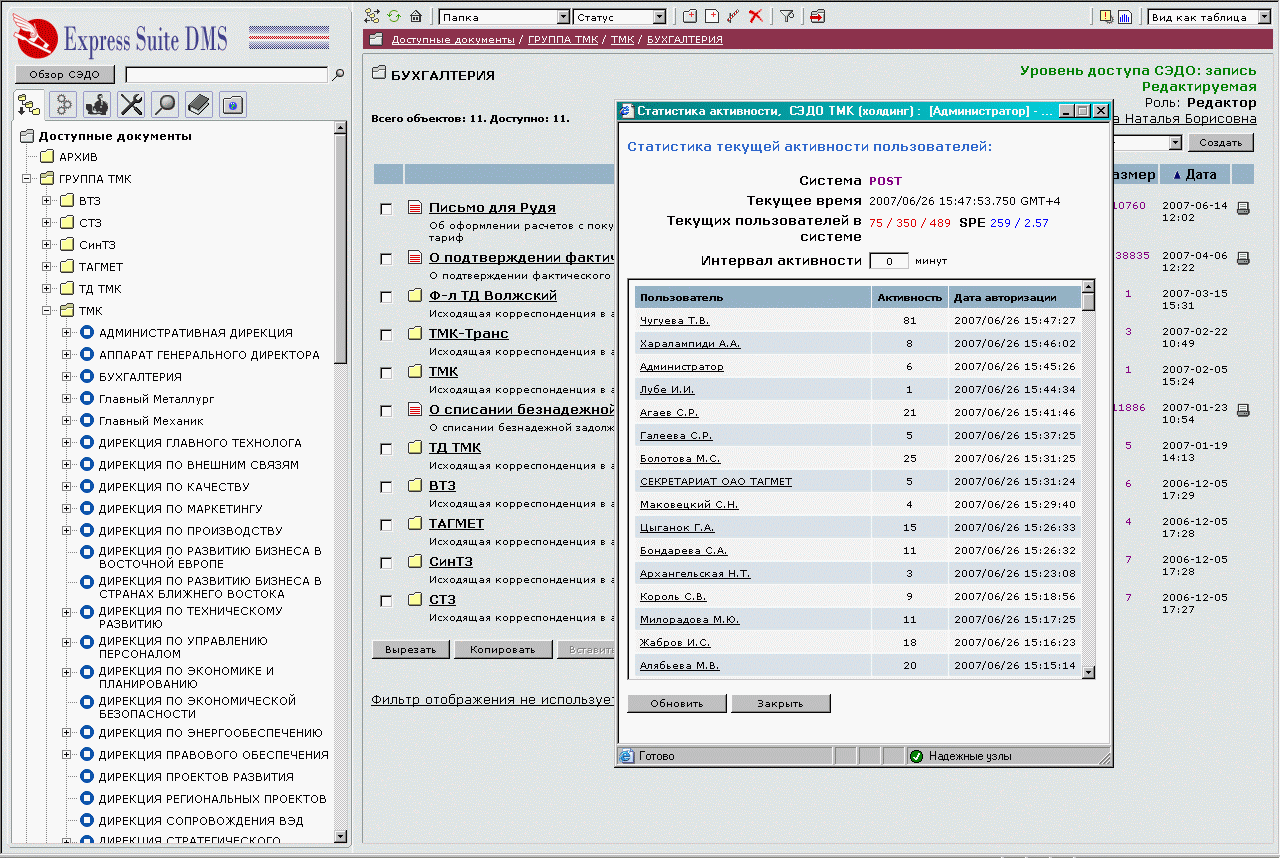 Express Suite DMS
Обзор СЭДО
Доступные документы
АРХИВ
ГРУППА ТМК
ВТЗ
СТЗ
СинТЗ
ТАГМЕТ
ТД ТМК
ТМК
АДМИНИСТРАТИВНАЯ ДИРЕКЦИЯ
АППАРАТ ГЕНЕРАЛЬНОГО ДИРЕКТОРА
БУХГАЛТЕРИЯ
Главный Металлург
Главный Механик
ДИРЕКЦИЯ ГЛАВНОГО ТЕХНОЛОГА
ДИРЕКЦИЯ ПО ВНЕШНИМ СВЯЗЯМ
ДИРЕКЦИЯ ПО КАЧЕСТВУ
ДИРЕКЦИЯ ПО МАРКЕТИНГУ
ДИРЕКЦИЯ ПО ПРОИЗВОДСТВУ
ДИРЕКЦИЯ ПО РАЗВИТИЮ БИЗНЕСА В
ВОСТОЧНОЙ ЕВРОПЕ
ДИРЕКЦИЯ ПО РАЗВИТИЮ БИЗНЕСА В
СТРАНАХ БЛИЖНЕГО ВОСТОКА
ДИРЕКЦИЯ ПО ТЕХНИЧЕСКОМУ
РАЗВИТИЮ
ДИРЕКЦИЯ ПО УПРАВЛЕНИЮ
ПЕРСОНАЛОМ
ДИРЕКЦИЯ ПО ЭКОНОМИКЕ И
ПЛАНИРОВАНИЮ
ДИРЕКЦИЯ ПО ЭКОНОМИЧЕСКОЙ
БЕЗОПАСНОСТИ
ДИРЕКЦИЯ ПО ЭНЕРГООБЕСПЕЧЕНИЮ
ДИРЕКЦИЯ ПРАВОВОГО ОБЕСПЕЧЕНИЯ
ДИРЕКЦИЯ ПРОЕКТОВ РАЗВИТИЯ
ДИРЕКЦИЯ РЕГИОНАЛЬНЫХ ПРОЕКТОВ
ДИРЕКЦИЯ СОПРОВОЖДЕНИЯ ВЭД
ДИРЕКЦИЯ СТРАТЕГИЧЕСКОГО
Папка Статус Вид как таблица
Доступные документы / ГРУППА ТМК / ТМК / БУХГАЛТЕРИЯ
БУХГАЛТЕРИЯ
Уровень доступа СЭДО: запись
Редактируемая
Роль: Редактор
а Наталья Борисовна
Всего объектов: 11. Доступно: 11.
Создать
азмер Дата
Письмо для Рудя
Об оформлении расчетов с поку
тариф
10760 2007-06-14
12:02
О подтверждении фактич
О подтверждении фактического
38835 2007-04-06
12:22
Ф-л ТД Волжский
Исходящая корреспонденция в а
1 2007-03-15
15:31
ТМК-Транс
Исходящая корреспонденция в а
3 2007-02-22
10:49
ТМК
Исходящая корреспонденция в а
1 2007-02-05
15:24
О списании безнадежной
О списании безнадежной задолж
11886 2007-01-23
10:54
ТД ТМК
Исходящая корреспонденция в а
5 2007-01-19
14:13
ВТЗ
Исходящая корреспонденция в а
6 2006-12-05
17:29
ТАГМЕТ
Исходящая корреспонденция в а
4 2006-12-05
17:28
СинТЗ
Исходящая корреспонденция в а
7 2006-12-05
17:28
СТЗ
Исходящая корреспонденция в а
7 2006-12-05
17:27
Вырезать Копировать Вставить
Фильтр отображения не использует
Статистика активности, СЭДО ТМК (холдинг) : [Администратор] - ...
Статистика текущей активности пользователей:
Система POST
Текущее время 2007/06/26 15:47:53.750 GMT+4
Текущих пользователей в
системе 75 / 350 / 489 SPE 259 / 2.57
Интервал активности 0 минут
Пользователь Активность Дата авторизации
Чугуева Т.В. 81 2007/06/26 15:47:27
Харалампиди А.А. 8 2007/06/26 15:46:02
Администратор 6 2007/06/26 15:45:26
Лубе И.И. 1 2007/06/26 15:44:34
Агаев С.Р. 21 2007/06/26 15:41:46
Галеева С.Р. 5 2007/06/26 15:37:25
Болотова М.С. 25 2007/06/26 15:31:25
СЕКРЕТАРИАТ ОАО ТАГМЕТ 5 2007/06/26 15:31:24
Маковецкий С.Н. 4 2007/06/26 15:29:40
Цыганок Г.А. 15 2007/06/26 15:26:33
Бондарева С.А. 11 2007/06/26 15:26:32
Архангельская Н.Т. 3 2007/06/26 15:23:08
Король С.В. 9 2007/06/26 15:18:56
Милорадова М.Ю. 11 2007/06/26 15:17:25
Жабров И.С. 18 2007/06/26 15:16:23
Алябьева М.В. 20 2007/06/26 15:15:14
Обновить Закрыть
Готово Надежные узлы